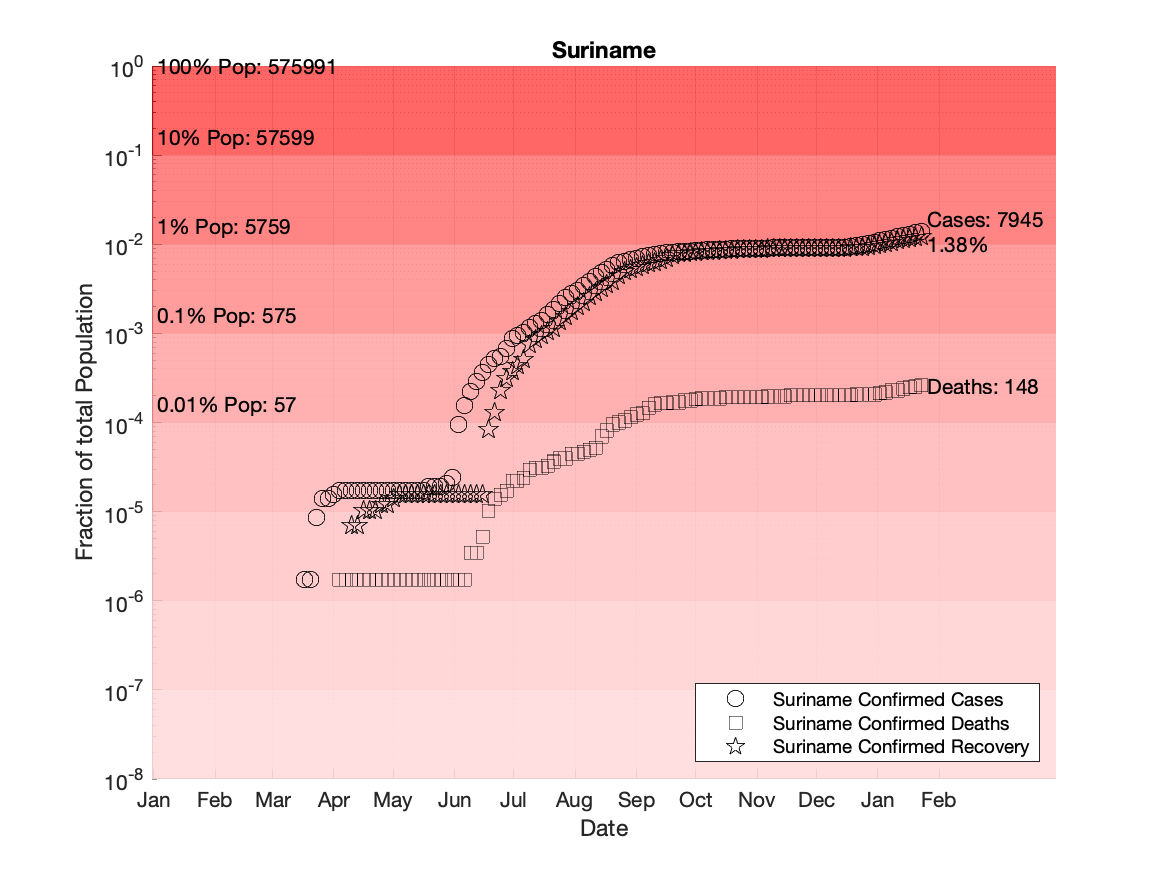 Suriname
10^0
100% Pop: 575991
10% Pop: 57599
10^-1
1% Pop: 5759
Cases: 7945
10^-2
1.38%
0.1% Pop: 575
10^-3
Deaths: 148
0.01% Pop: 57
10^-4
10^-5
10^-6
10^-7
10^-8
Fraction of total Population
Suriname Confirmed Cases
Suriname Confirmed Deaths
Suriname Confirmed Recovery
Jan Feb Mar Apr May Jun Jul Aug Sep Oct Nov Dec Jan Feb
Date